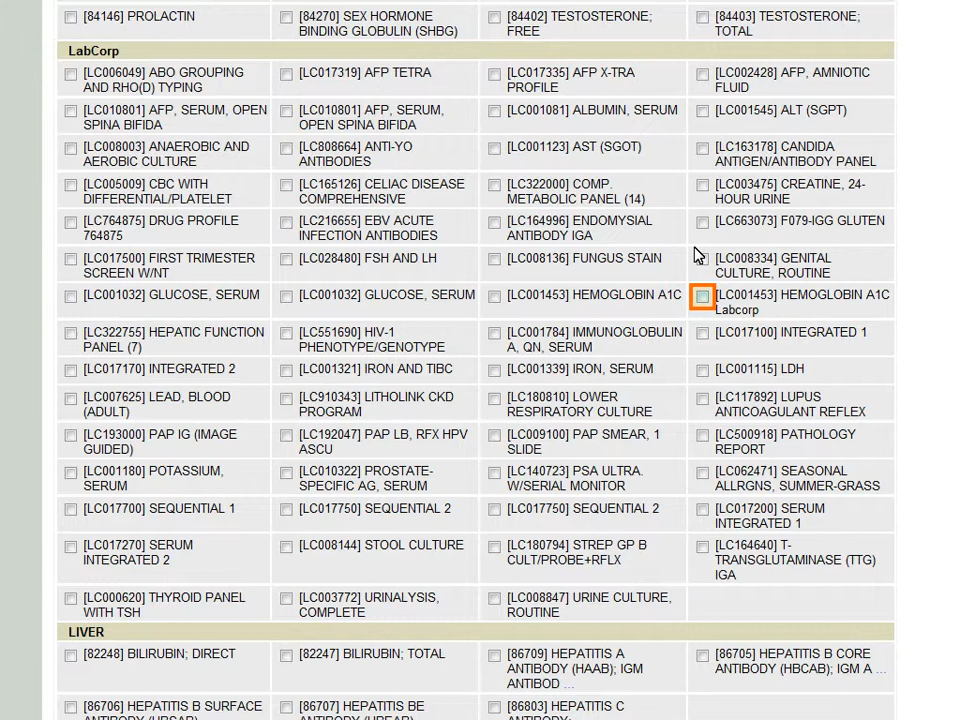 [84146] PROLACTIN
[84270] SEX HORMONE
BINDING GLOBULIN (SHBG)
[84402] TESTOSTERONE;
FREE
[84403] TESTOSTERONE;
TOTAL
LabCorp
[LC006049] ABO GROUPING
AND RHO(D) TYPING
[LC017319] AFP TETRA
[LC017335] AFP X-TRA
PROFILE
[LC002428] AFP, AMNIOTIC
FLUID
[LC010801] AFP, SERUM, OPEN
SPINA BIFIDA
[LC010801] AFP, SERUM,
OPEN SPINA BIFIDA
[LC001081] ALBUMIN, SERUM
[LC001545] ALT (SGPT)
[LC008003] ANAEROBIC AND
AEROBIC CULTURE
[LC808664] ANTI-YO
ANTIBODIES
[LC001123] AST (SGOT)
[LC163178] CANDIDA
ANTIGEN/ANTIBODY PANEL
[LC005009] CBC WITH
DIFFERENTIAL/PLATELET
[LC165126] CELIAC DISEASE
COMPREHENSIVE
[LC322000] COMP.
METABOLIC PANEL (14)
[LC003475] CREATINE, 24-
HOUR URINE
[LC764875] DRUG PROFILE
764875
[LC216655] EBV ACUTE
INFECTION ANTIBODIES
[LC164996] ENDOMYSIAL
ANTIBODY IGA
[LC663073] F079-IGG GLUTEN
[LC017500] FIRST TRIMESTER
SCREEN W/NT
[LC028480] FSH AND LH
[LC008136] FUNGUS STAIN
[LC008334] GENITAL
CULTURE, ROUTINE
[LC001032] GLUCOSE, SERUM
[LC001032] GLUCOSE, SERUM
[LC001453] HEMOGLOBIN A1C
[LC001453] HEMOGLOBIN A1C
Labcorp
[LC322755] HEPATIC FUNCTION
PANEL (7)
[LC551690] HIV-1
PHENOTYPE/GENOTYPE
[LC001784] IMMUNOGLOBULIN
A, QN, SERUM
[LC017100] INTEGRATED 1
[LC017170] INTEGRATED 2
[LC001321] IRON AND TIBC
[LC001339] IRON, SERUM
[LC001115] LDH
[LC007625] LEAD, BLOOD
(ADULT)
[LC910343] LITHOLINK CKD
PROGRAM
[LC180810] LOWER
RESPIRATORY CULTURE
[LC117892] LUPUS
ANTICOAGULANT REFLEX
[LC193000] PAP IG (IMAGE
GUIDED)
[LC192047] PAP LB, RFX HPV
ASCU
[LC009100] PAP SMEAR, 1
SLIDE
[LC500918] PATHOLOGY
REPORT
[LC001180] POTASSIUM,
SERUM
[LC010322] PROSTATE-
SPECIFIC AG, SERUM
[LC140723] PSA ULTRA.
W/SERIAL MONITOR
[LC062471] SEASONAL
ALLRGNS, SUMMER-GRASS
[LC017700] SEQUENTIAL 1
[LC017750] SEQUENTIAL 2
[LC017750] SEQUENTIAL 2
[LC017200] SERUM
INTEGRATED 1
[LC017270] SERUM
INTEGRATED 2
[LC008144] STOOL CULTURE
[LC180794] STREP GP B
CULT/PROBE+RFLX
[LC164640] T-
TRANSGLUTAMINASE (TTG)
IGA
[LC000620] THYROID PANEL
WITH TSH
[LC003772] URINALYSIS,
COMPLETE
[LC008847] URINE CULTURE,
ROUTINE
LIVER
[82248] BILIRUBIN; DIRECT
[82247] BILIRUBIN; TOTAL
[86709] HEPATITIS A
ANTIBODY (HAAB); IGM
ANTIBOD ...
[86705] HEPATITIS B CORE
ANTIBODY (HBCAB); IGM A ...
[86706] HEPATITIS B SURFACE
ANTIBODY (HBSAB)
[86707] HEPATITIS BE
ANTIBODY (HBEAB)
[86803] HEPATITIS C
ANTIBODY;